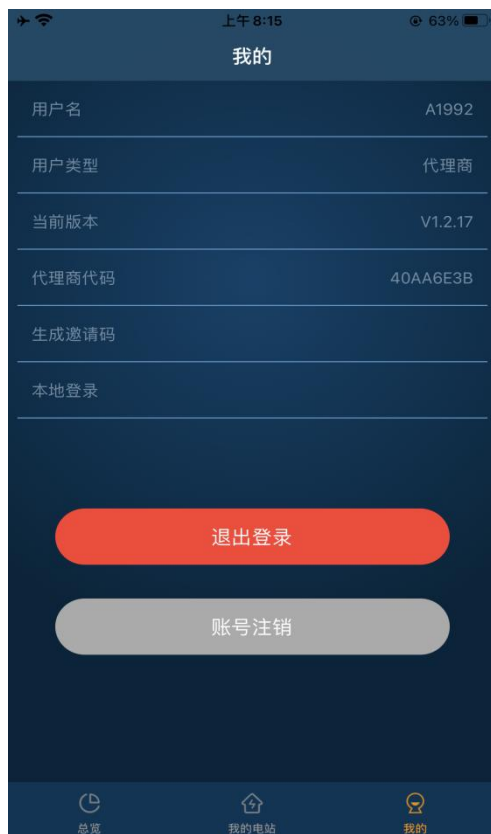 上午8:15
63%
我的
用户名 A1992
用户类型 代理商
当前版本 V1.2.17
代理商代码 40AA6E3B
生成邀请码
本地登录
退出登录
账号注销
总览 我的电站 我的